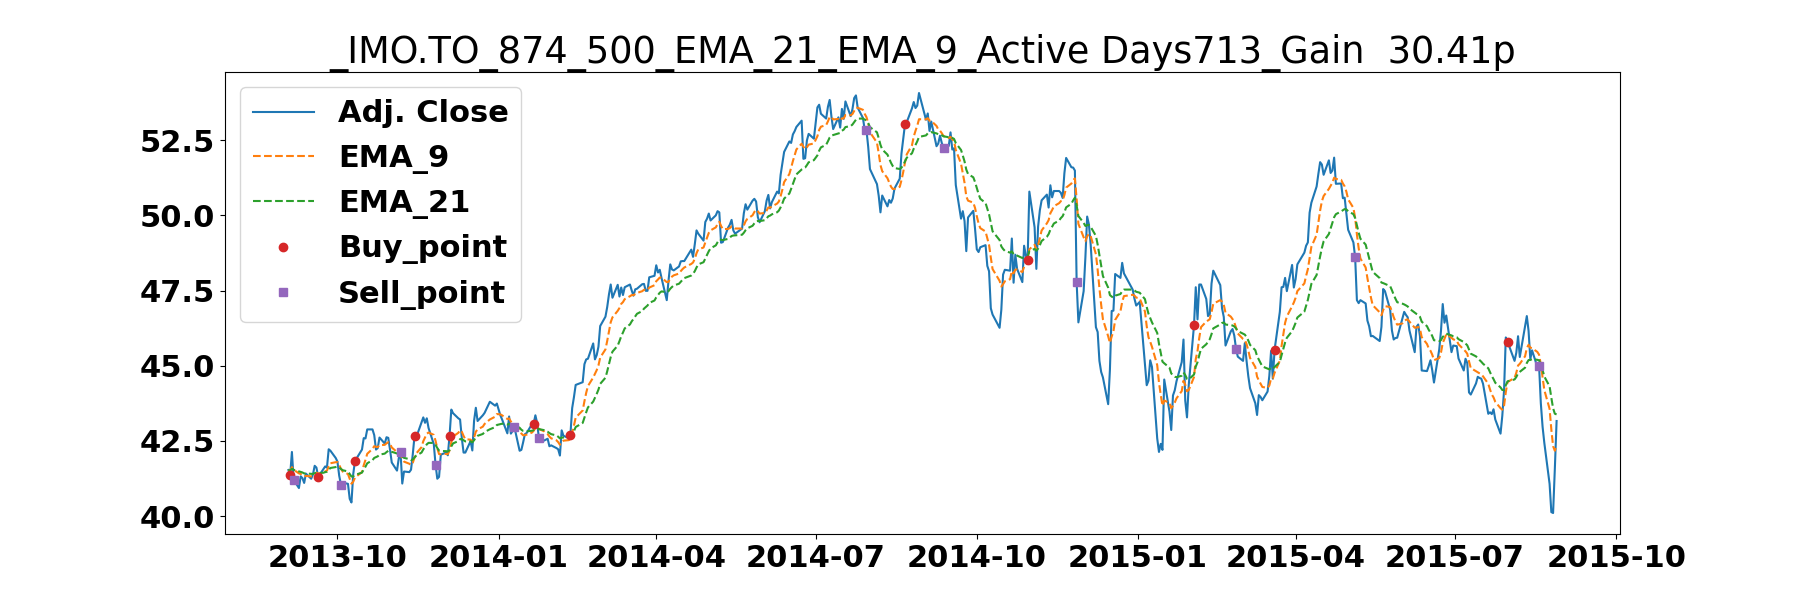 _IMO.TO_874_500_EMA_21_EMA_9_Active Days713_Gain  30.41p
Adj. Close
EMA_9
EMA_21
Buy_point
Sell_point
52.5
50.0
47.5
45.0
42.5
40.0
2013-10 2014-01 2014-04 2014-07 2014-10 2015-01 2015-04 2015-07 2015-10